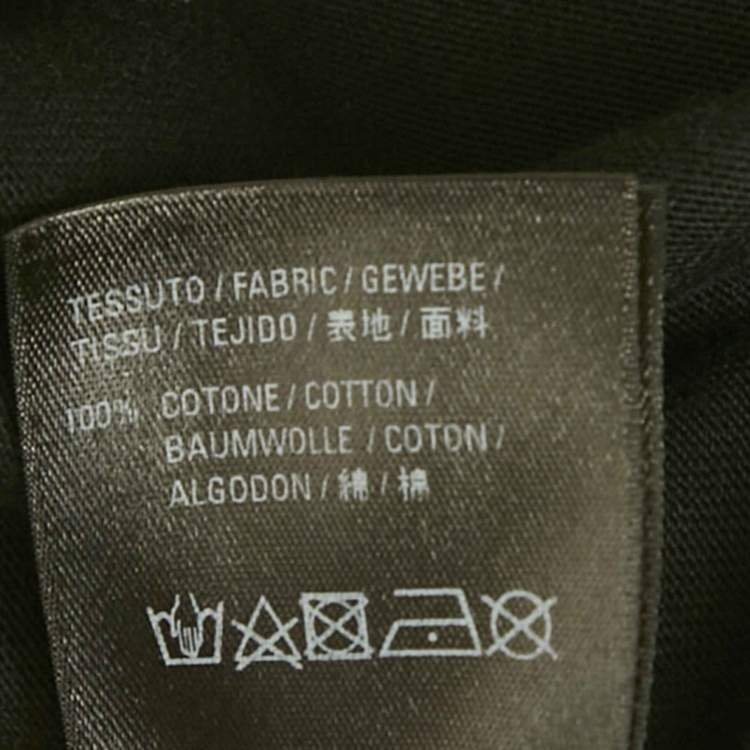 TESSUTO / FABRIC / GEWEBE /
TISSU / TEJIDO / 表地 / 面料
100% COTONE / COTTON /
BAUMWOLLE / COTON /
ALGODON / 綿 / 棉